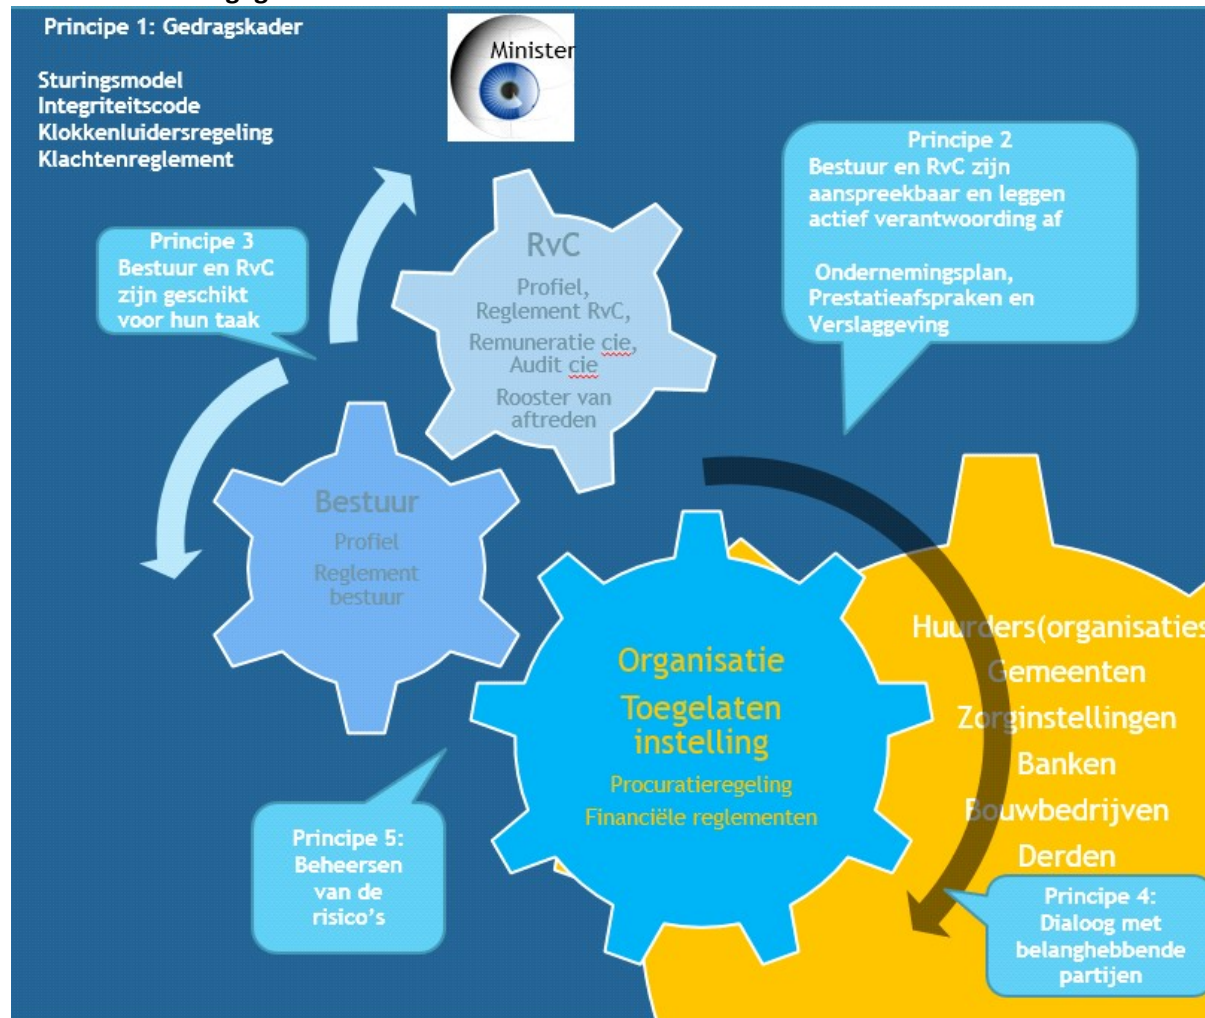 Principe 1: Gedragskader
Sturingsmodel
Integriteitscode
Klokkenluidersregeling
Klachtenreglement
Minister
Principe 2
Bestuur en RvC zijn
aanspreekbaar en leggen
actief verantwoording af
Ondernemingsplan,
Prestatieafspraken en
Verslaggeving
Principe 3
Bestuur en RvC
zijn geschikt
voor hun taak
RvC
Profiel,
Reglement RvC,
Remuneratie cie,
Audit cie
Rooster van
aftreden
Bestuur
Profiel
Reglement
bestuur
Organisatie
Toegelaten
instelling
Procuratieregeling
Financiële reglementen
Huurders(organisaties
Gemeenten
Zorginstellingen
Banken
Bouwbedrijven
Derden
Principe 5:
Beheersen
van de
risico's
Principe 4:
Dialoog met
belanghebbende
partijen